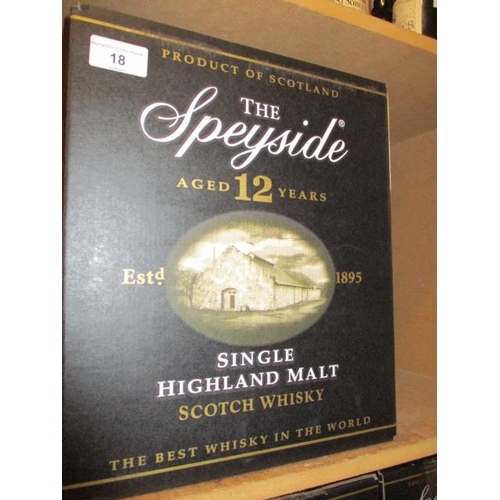 18
PRODUCT OF SCOTLAND
THE
Speyside®
AGED 12 YEARS
Estd 1895
SINGLE
HIGHLAND MALT
SCOTCH WHISKY
THE BEST WHISKY IN THE WORLD